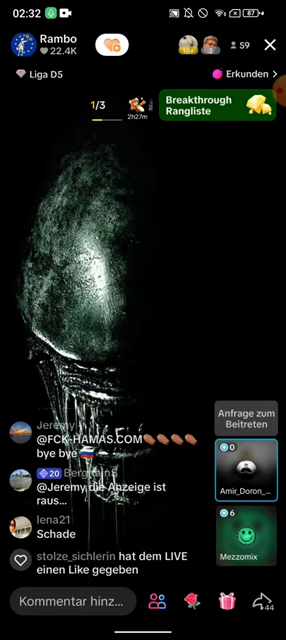 02:32
87
Rambo
22.4K
10+
59
Liga D5
Erkunden >
1/3
2h27m
Breakthrough
Rangliste
Jeremy
@FCK-HAMAS.COM
bye bye
20
@Jeremy die Anzeige ist
raus...
lena21
Schade
stolze_sichlerin hat dem LIVE
einen Like gegeben
Anfrage zum
Beitreten
0
Amir_Doron_...
6
Mezzomix
Kommentar hinz...
44